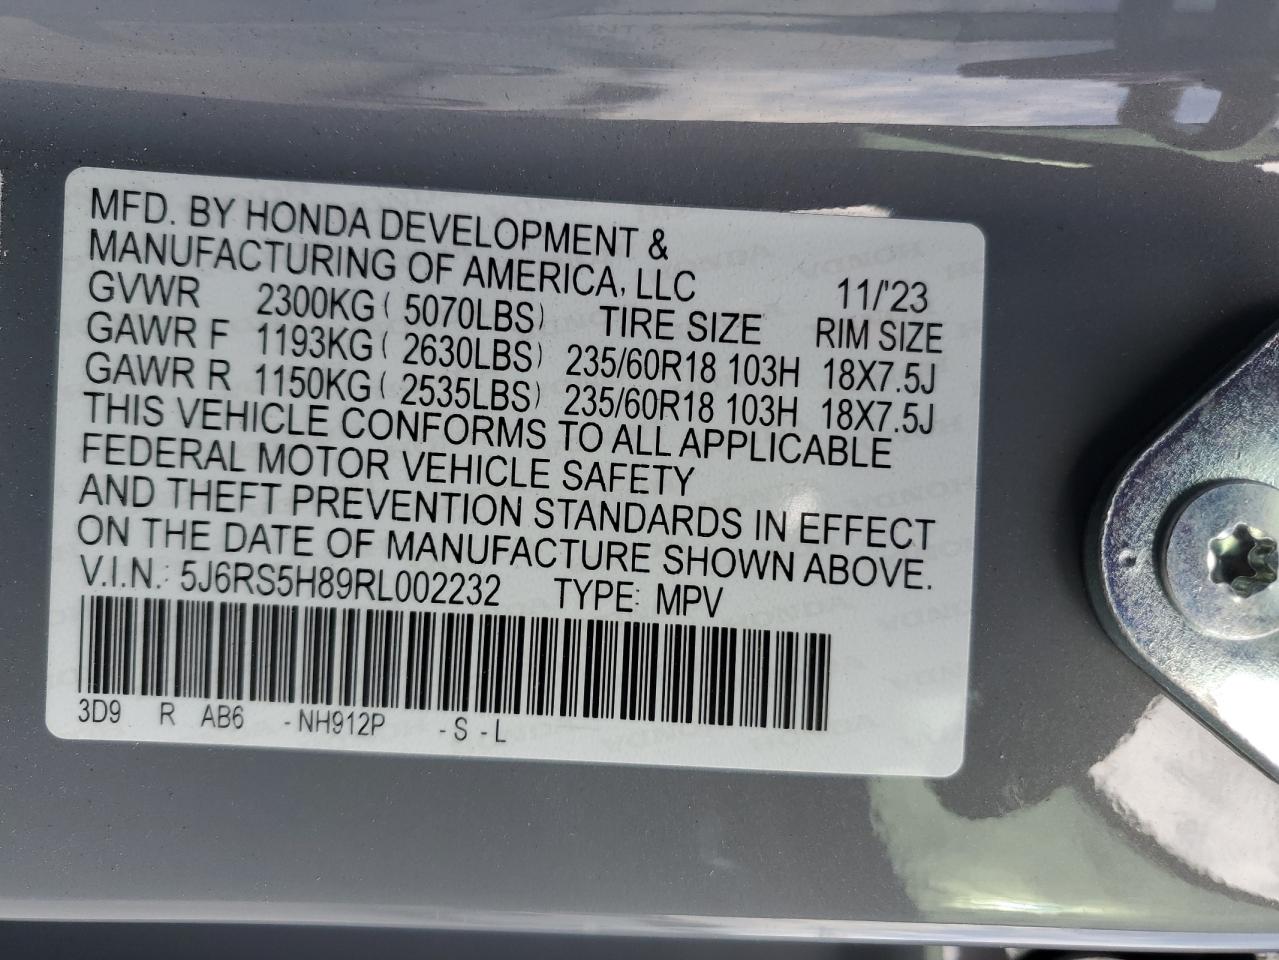 MFD. BY HONDA DEVELOPMENT &
MANUFACTURING OF AMERICA, LLC 11/'23
GVWR 2300KG ( 5070LBS) TIRE SIZE RIM SIZE
GAWR F 1193KG ( 2630LBS) 235/60R18 103H 18X7.5J
GAWR R 1150KG ( 2535LBS) 235/60R18 103H 18X7.5J
THIS VEHICLE CONFORMS TO ALL APPLICABLE
FEDERAL MOTOR VEHICLE SAFETY
AND THEFT PREVENTION STANDARDS IN EFFECT
ON THE DATE OF MANUFACTURE SHOWN ABOVE.
V.I.N.: 5J6RS5H89RL002232 TYPE: MPV
3D9 R AB6 -NH912P -S -L